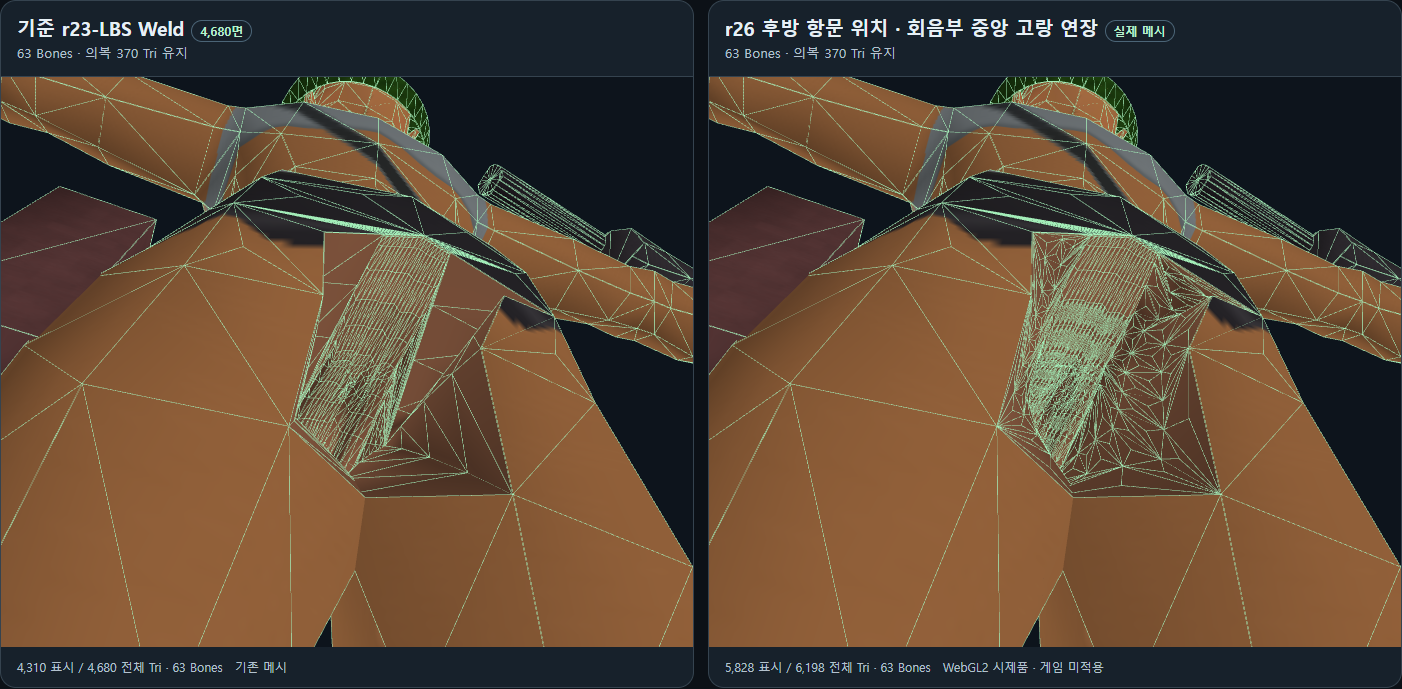 기준 r23-LBS Weld 4,680면
63 Bones · 의복 370 Tri 유지
4,310 표시 / 4,680 전체 Tri · 63 Bones 기존 메시
r26 후방 항문 위치 · 회음부 중앙 고랑 연장 실제 메시
63 Bones · 의복 370 Tri 유지
5,828 표시 / 6,198 전체 Tri · 63 Bones WebGL2 시제품 · 게임 미적용